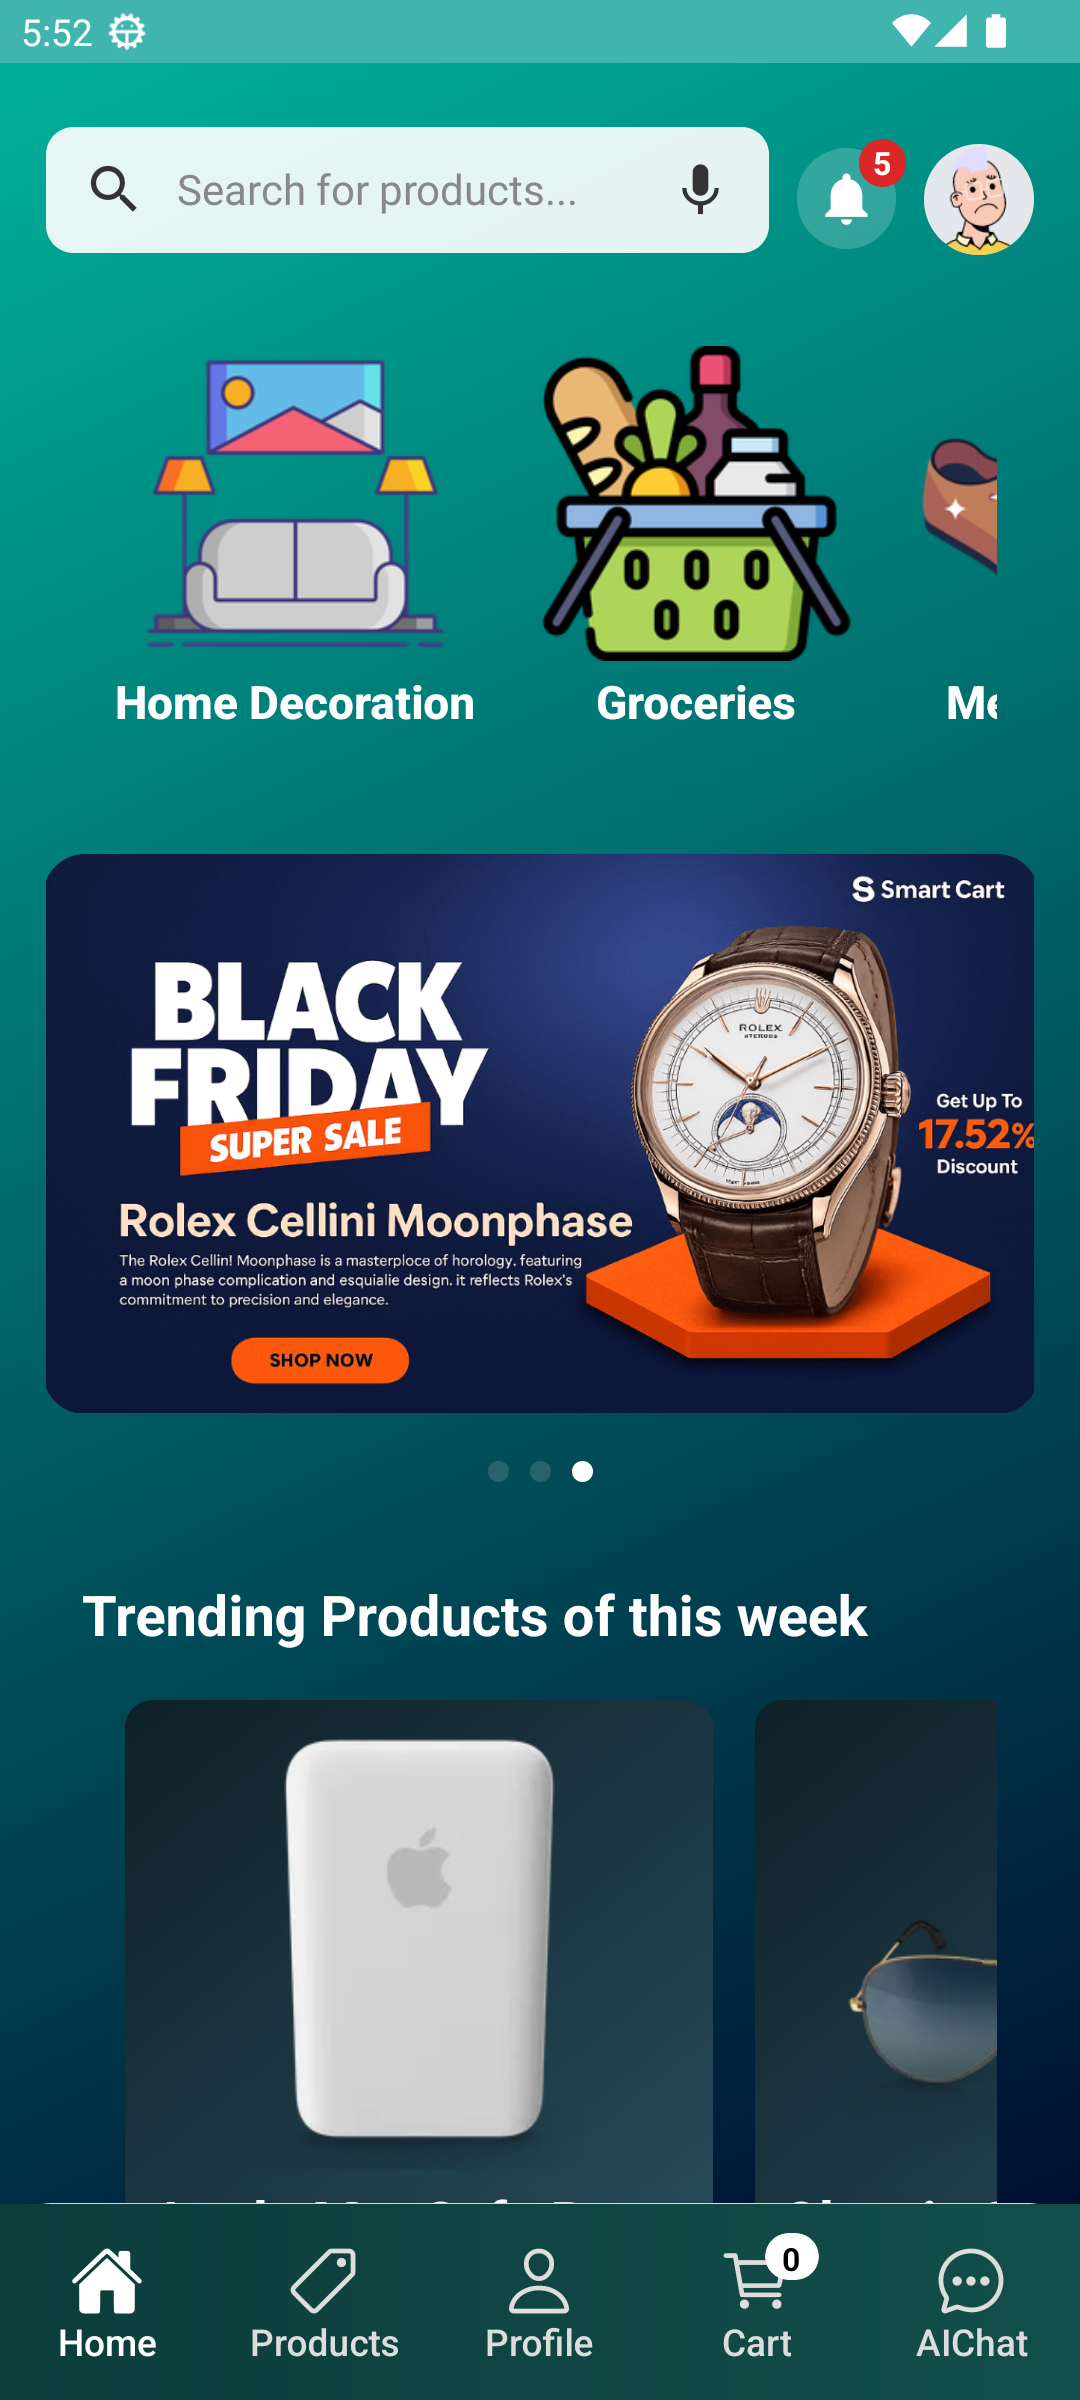 5:52
Search for products...
5
Home Decoration
Groceries
Me
Smart Cart
BLACK
FRIDAY
SUPER SALE
ROLEX
Get Up To
17.52%
Discount
Rolex Cellini Moonphase
The Rolex Cellin! Moonphase is a masterploce of horology, featuring
a moon phase complication and esquialie design. it reflects Rolex's
commitment to precision and elegance.
SHOP NOW
Trending Products of this week
Home
Products
Profile
0
Cart
AIChat